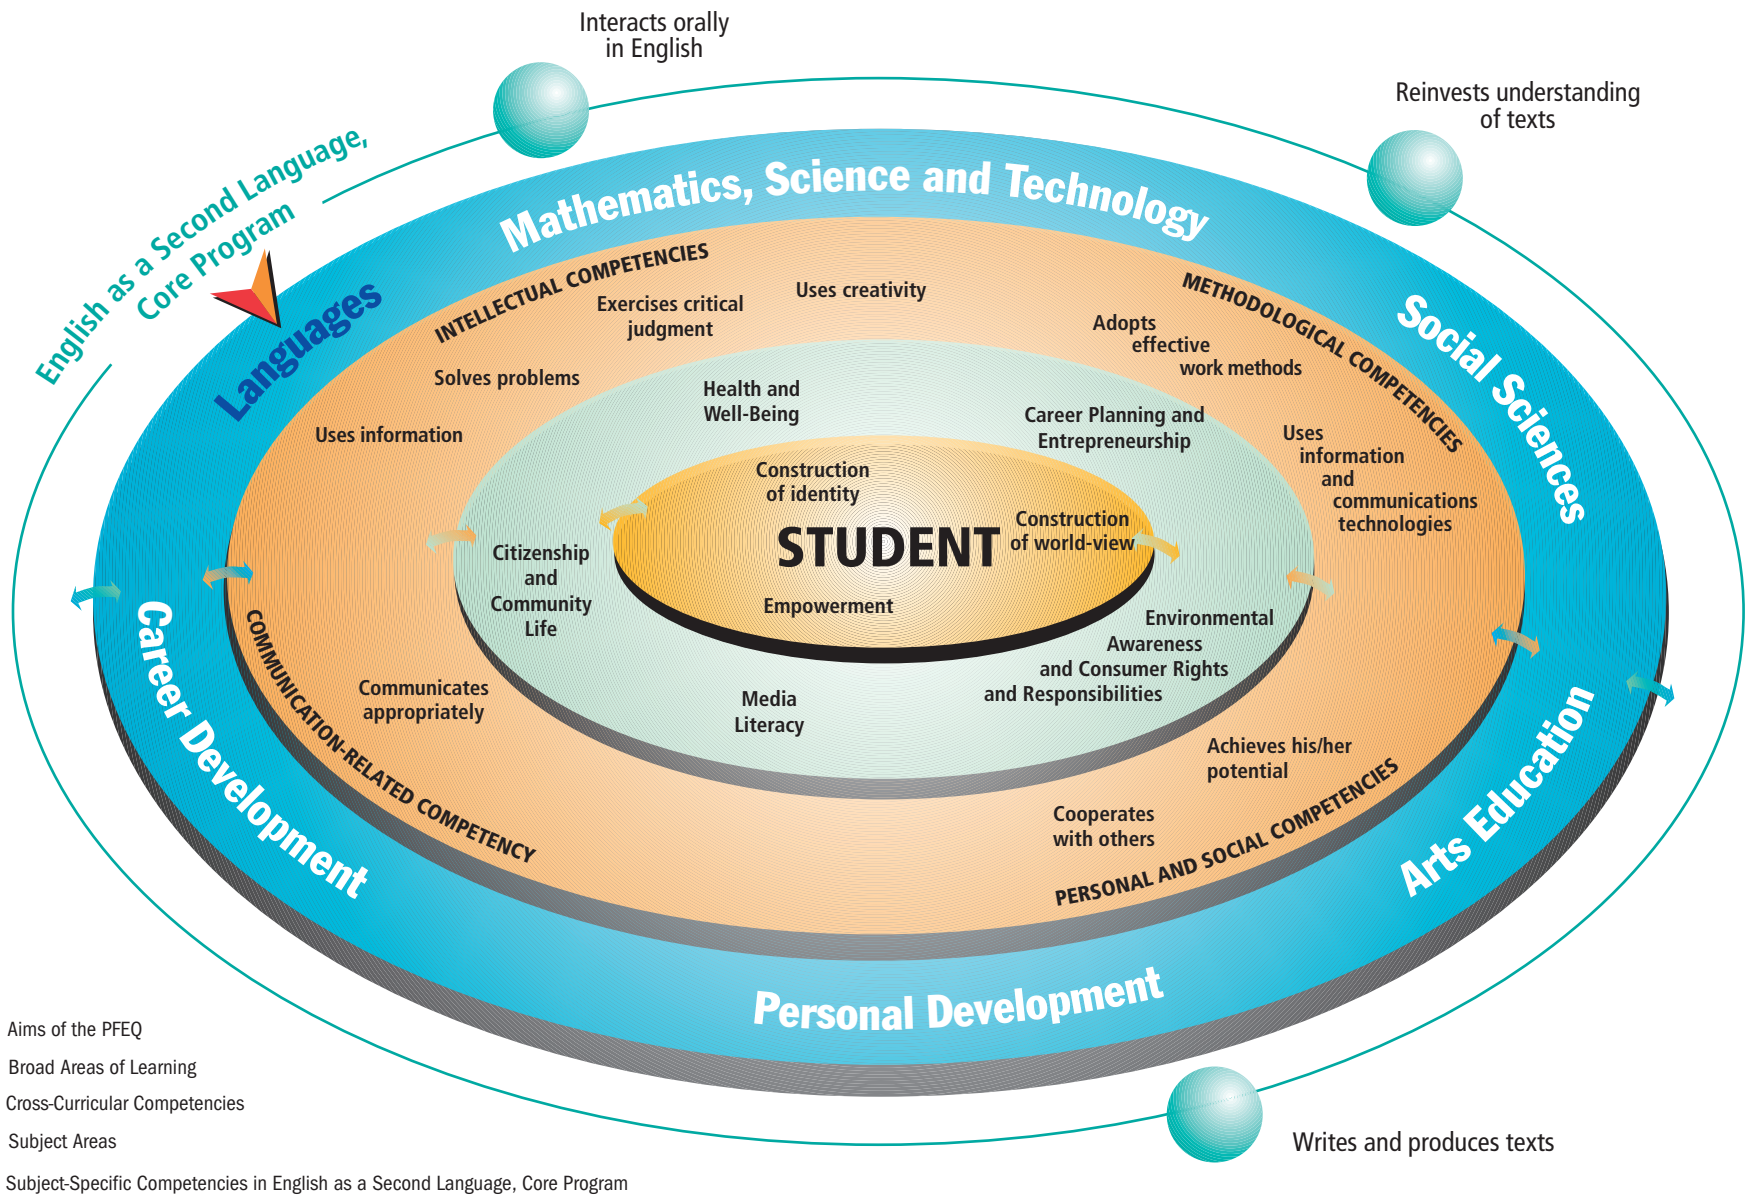 Interacts orally
in English
Reinvests understanding
of texts
English as a Second Language,
Core Program
Languages
Mathematics, Science and Technology
Social Sciences
Arts Education
Personal Development
Career Development
INTELLECTUAL COMPETENCIES
Uses creativity
Exercises critical
judgment
Solves problems
Uses information
METHODOLOGICAL COMPETENCIES
Adopts
effective
work methods
Uses
information
and
communications
technologies
Health and
Well-Being
Career Planning and
Entrepreneurship
Construction
of identity
STUDENT
Construction
of world-view
Empowerment
Citizenship
and
Community
Life
Environmental
Awareness
and Consumer Rights
and Responsibilities
Media
Literacy
COMMUNICATION-RELATED COMPETENCY
Communicates
appropriately
Achieves his/her
potential
Cooperates
with others
PERSONAL AND SOCIAL COMPETENCIES
Writes and produces texts
Aims of the PFEQ
Broad Areas of Learning
Cross-Curricular Competencies
Subject Areas
Subject-Specific Competencies in English as a Second Language, Core Program